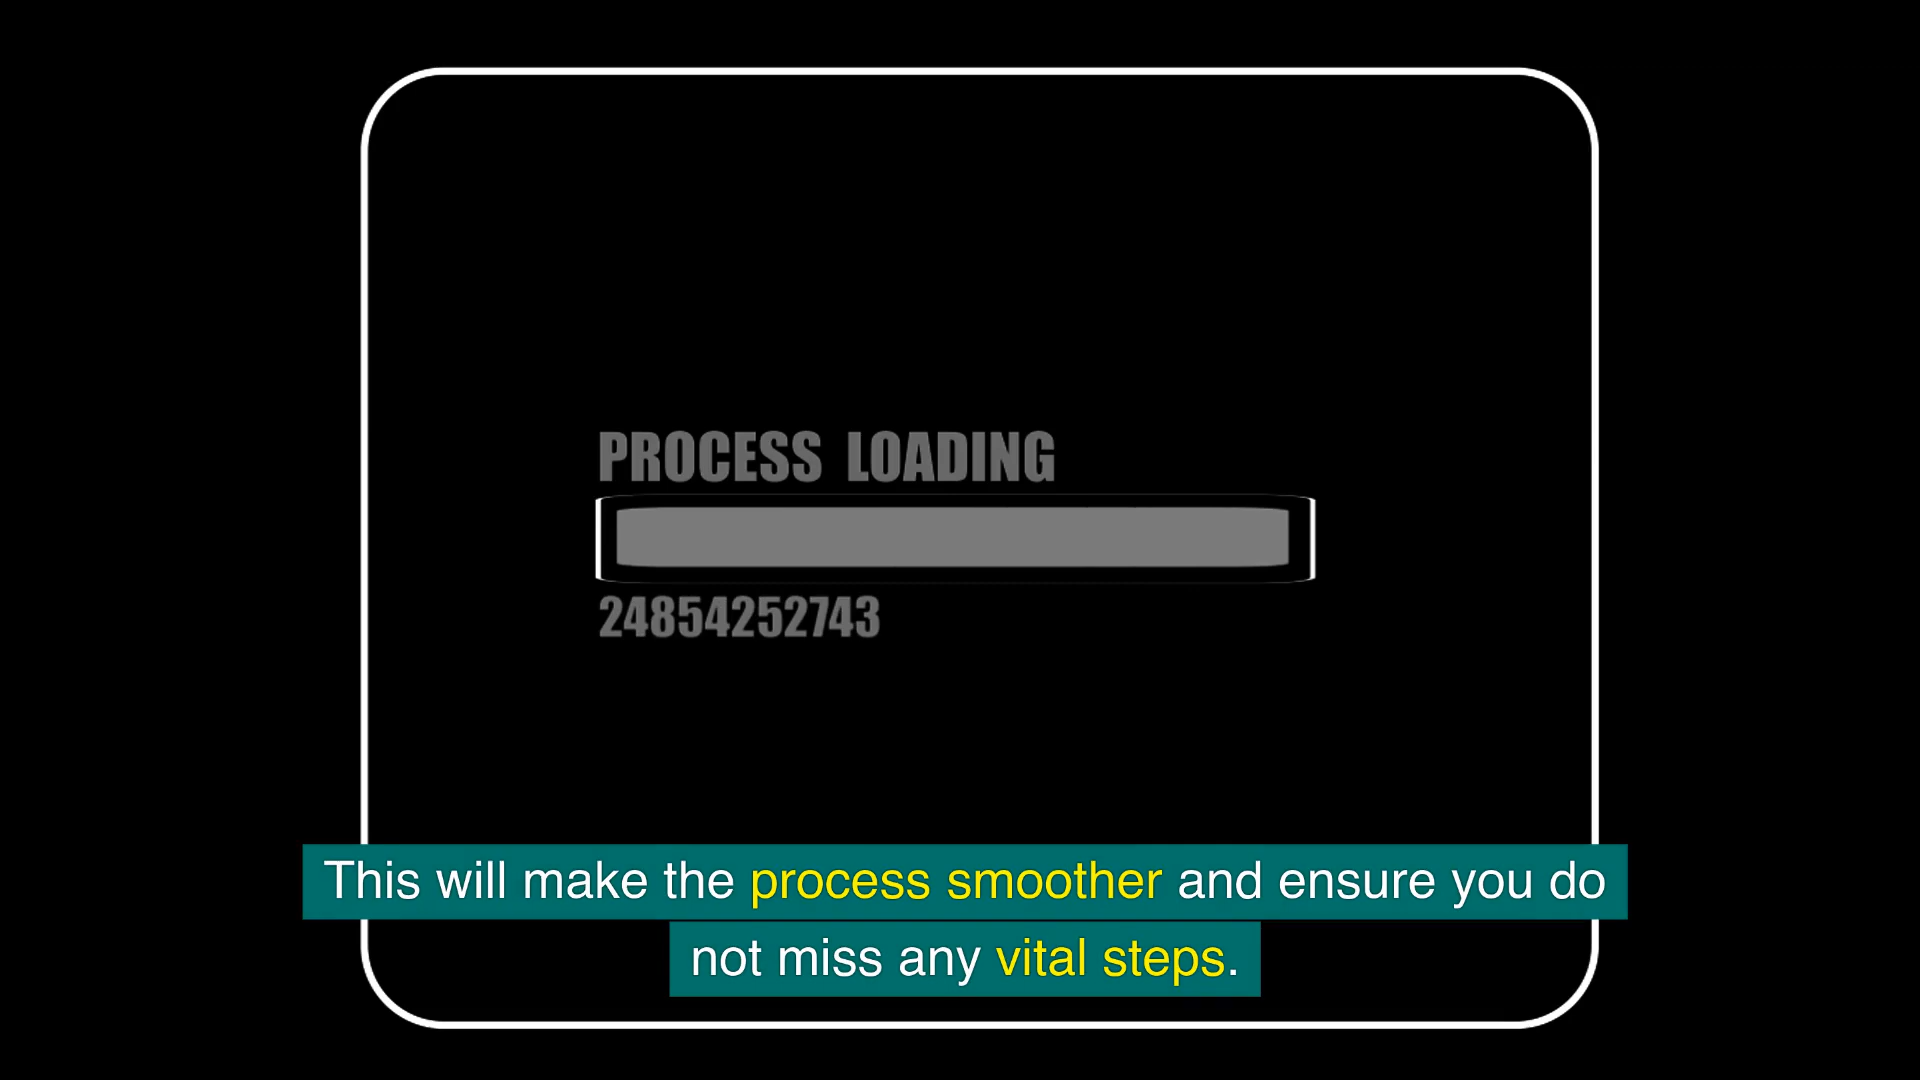 PROCESS LOADING
24854252743
This will make the process smoother and ensure you do
not miss any vital steps.